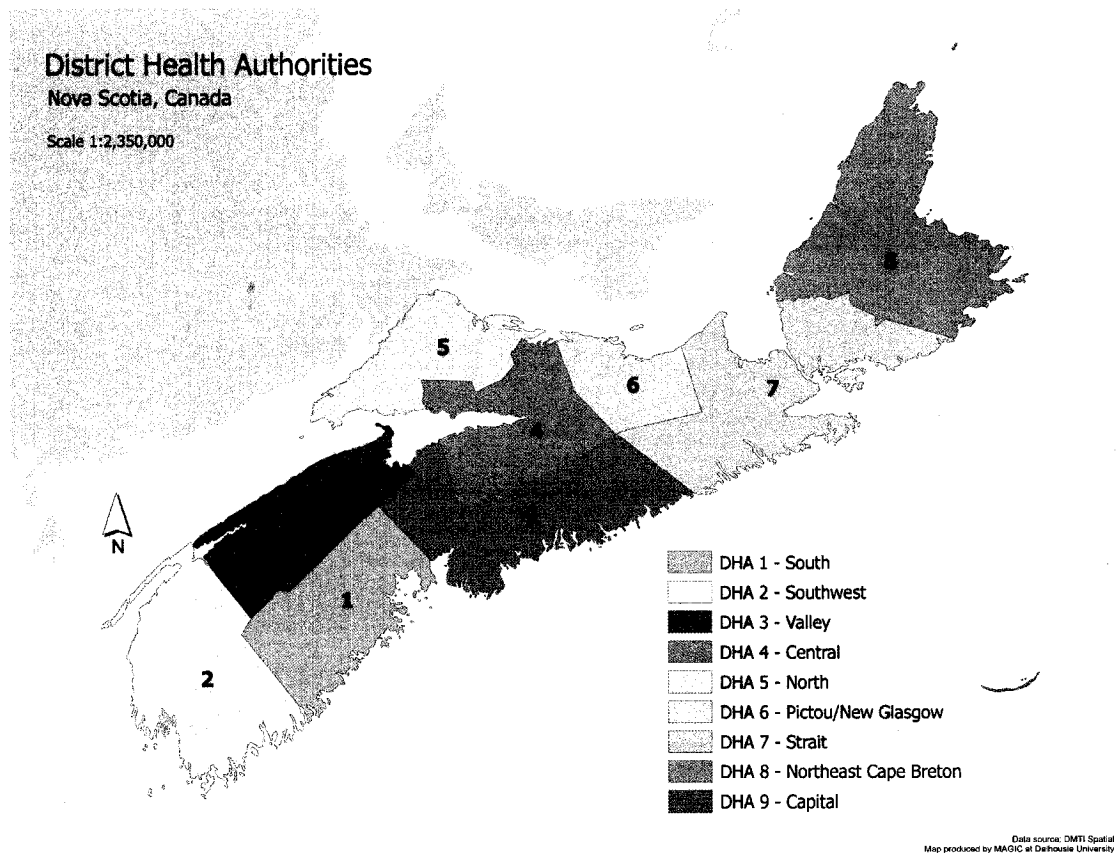 District Health Authorities
Nova Scotia, Canada
Scale 1:2,350,000
8
5
6
7
4
9
N
1
2
DHA 1 - South
DHA 2 - Southwest
DHA 3 - Valley
DHA 4 - Central
DHA 5 - North
DHA 6 - Pictou/New Glasgow
DHA 7 - Strait
DHA 8 - Northeast Cape Breton
DHA 9 - Capital
Data source: DMTI Spatial
Map produced by MAGIC at Dalhousie University